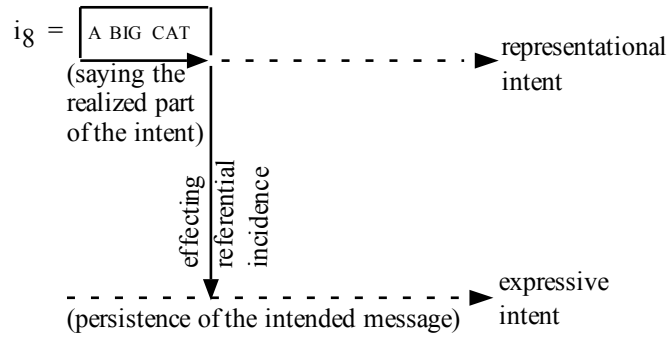 i8 = A BIG CAT
representational
intent
(saying the
realized part
of the intent)
effecting
referential
incidence
expressive
intent
(persistence of the intended message)